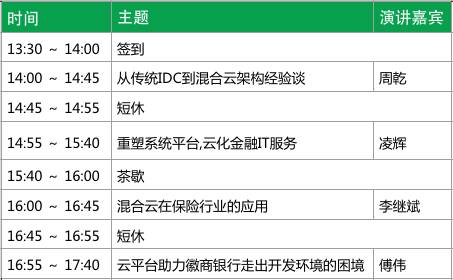 时间 主题 演讲嘉宾
13:30 ~ 14:00 签到
14:00 ~ 14:45 从传统IDC到混合云架构经验谈 周乾
14:45 ~ 14:55 短休
14:55 ~ 15:40 重塑系统平台,云化金融IT服务 凌辉
15:40 ~ 16:00 茶歇
16:00 ~ 16:45 混合云在保险行业的应用 李继斌
16:45 ~ 16:55 短休
16:55 ~ 17:40 云平台助力徽商银行走出开发环境的困境 傅伟